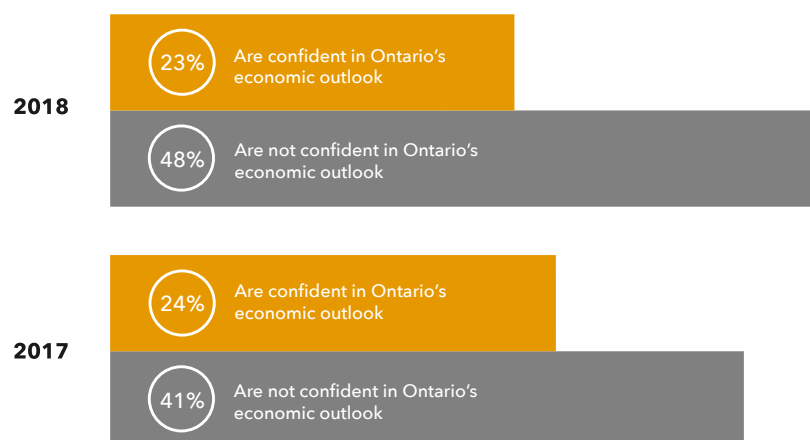 2018
23%
Are confident in Ontario’s
economic outlook
48%
Are not confident in Ontario’s
economic outlook
2017
24%
Are confident in Ontario’s
economic outlook
41%
Are not confident in Ontario’s
economic outlook